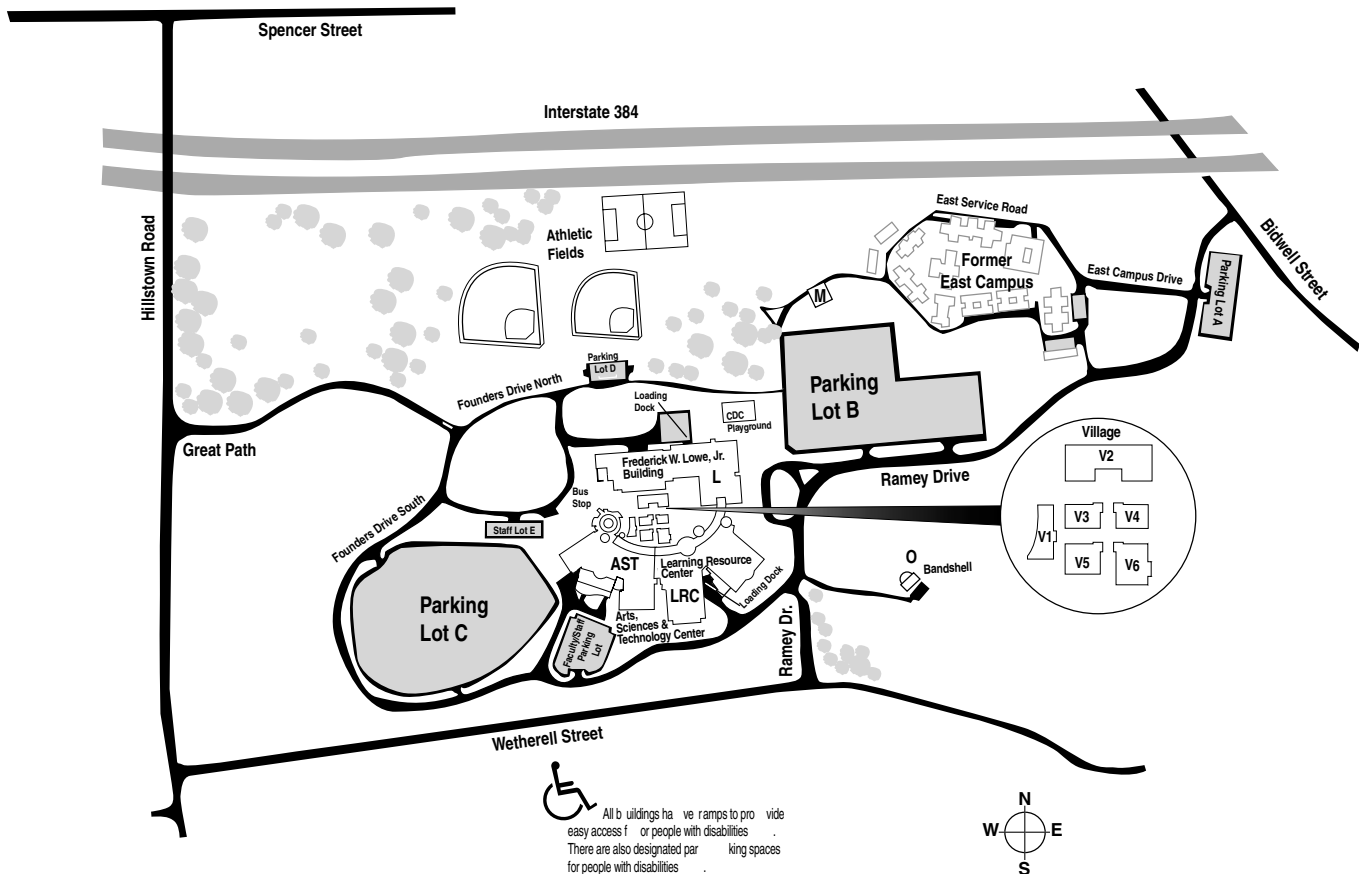 Spencer Street
Interstate 384
Hillstown Road
Athletic
Fields
East Service Road
Former
East Campus
East Campus Drive
Bidwell Street
Parking Lot A
M
Parking
Lot D
Founders Drive North
Loading
Dock
CDC
Playground
Parking
Lot B
Great Path
Frederick W. Lowe, Jr.
Building
L
L
Ramey Drive
Village
V2
V3
V4
V1
V5
V6
Bus
Stop
Staff Lot E
Founders Drive South
AST
Learning Resource
Center
LRC
Loading Dock
O
Bandshell
Parking
Lot C
Arts,
Sciences &
Technology Center
Faculty/Staff
Parking
Lot
Ramey Dr.
Wetherell Street
All b uildings ha ve ramps to pro vide
easy access f or people with disabilities .
There are also designated par king spaces
for people with disabilities .
N
W
E
S